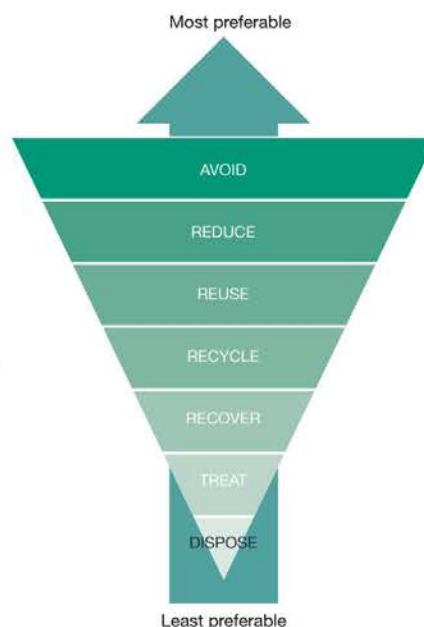 Most preferable
AVOID
REDUCE
REUSE
RECYCLE
RECOVER
TREAT
DISPOSE
Least preferable